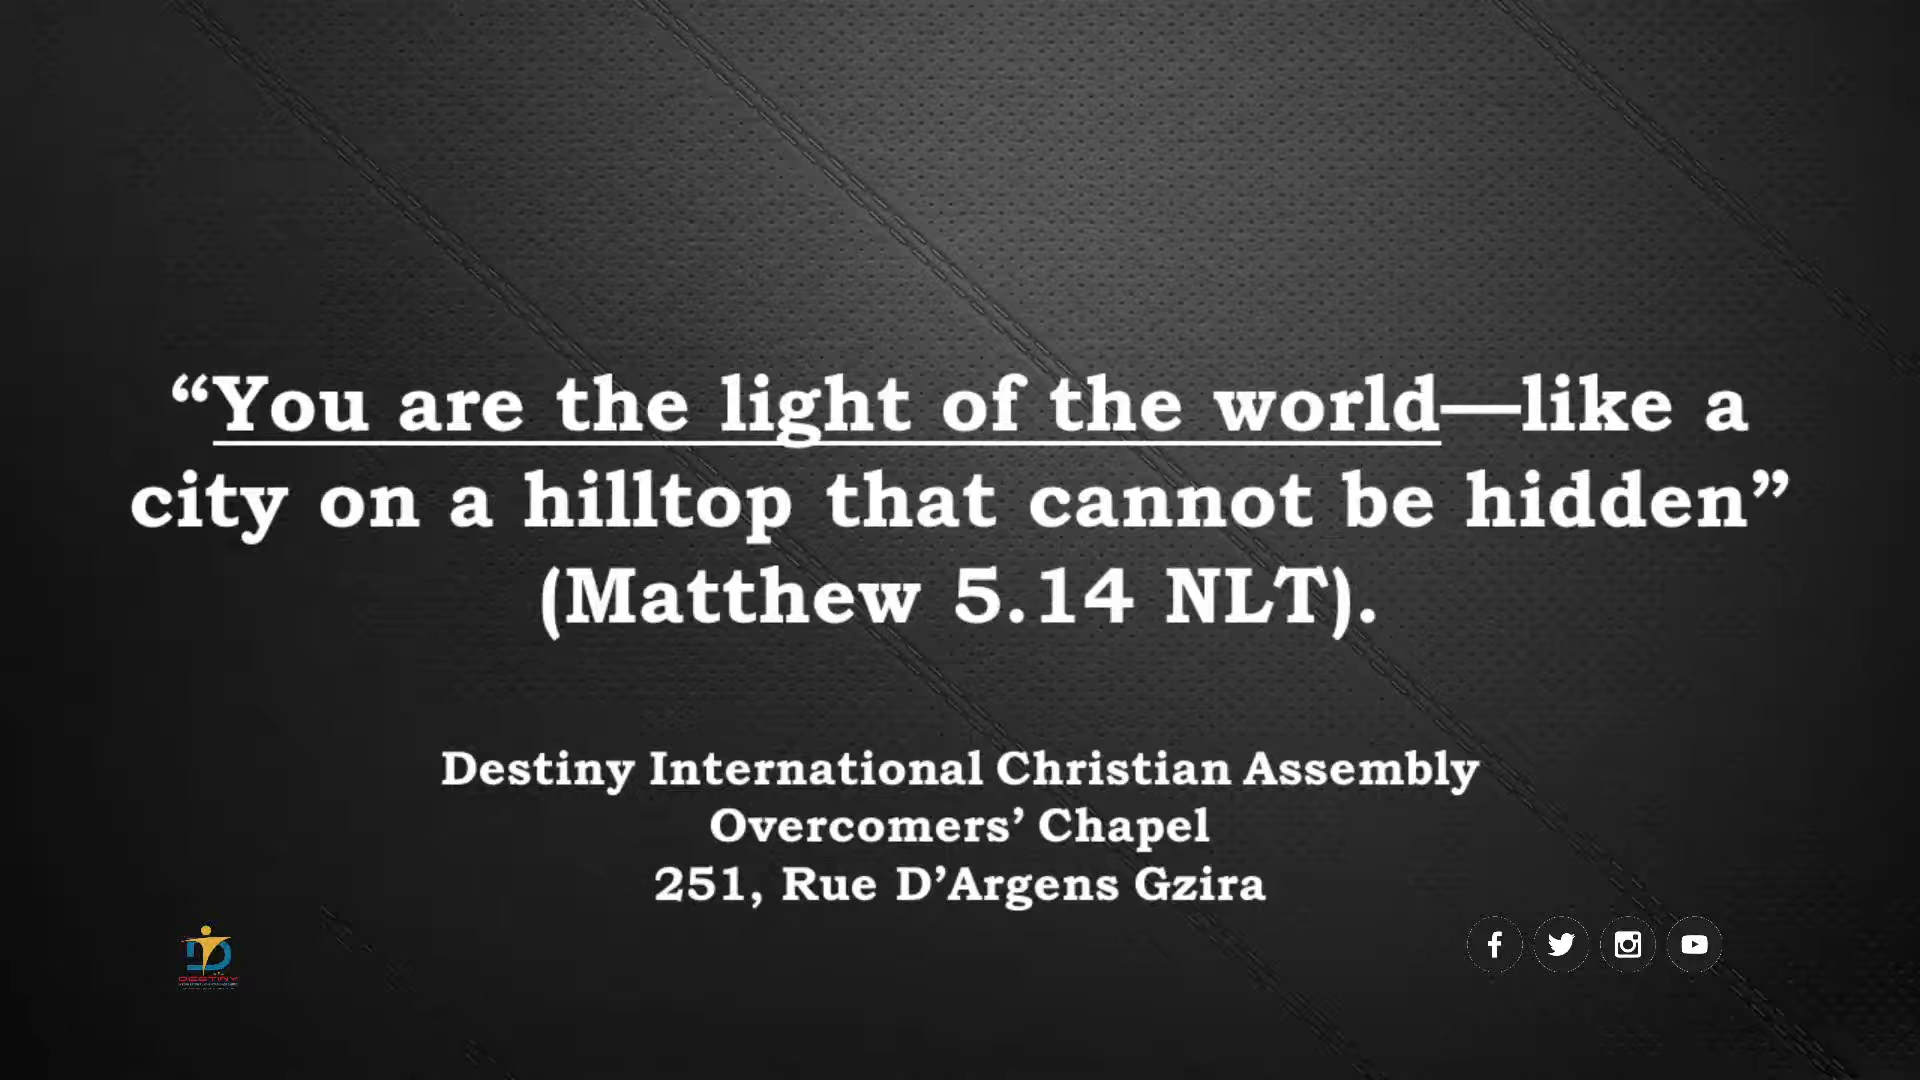 “You are the light of the world—like a
city on a hilltop that cannot be hidden”
(Matthew 5.14 NLT).
Destiny International Christian Assembly
Overcomers’ Chapel
251, Rue D’Argens Gzira
DESTINY